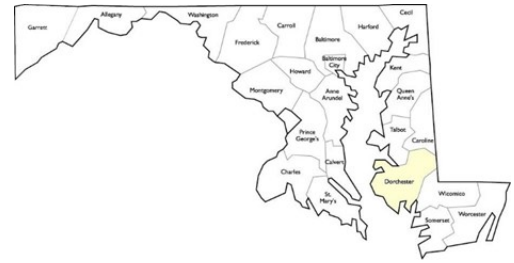 Garrett
Allegany
Washington
Frederick
Carroll
Baltimore
Harford
Cecil
Baltimore
City
Howard
Montgomery
Kent
Anne
Arundel
Queen
Anne's
Prince
George's
Talbot
Caroline
Calvert
Charles
St.
Mary's
Dorchester
Wicomico
Somerset
Worcester